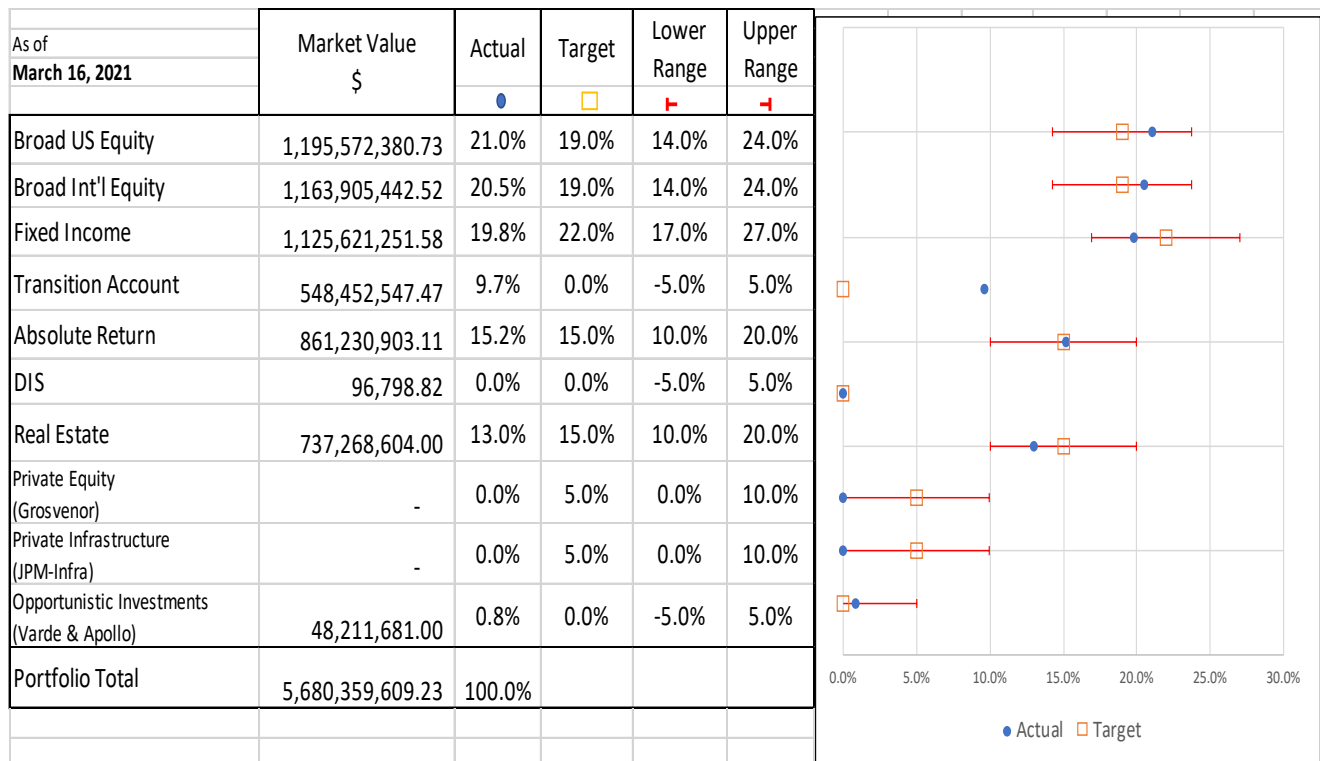 As of
March 16, 2021
Market Value
$
Actual
Target
Lower
Range
Upper
Range
Broad US Equity 1,195,572,380.73 21.0% 19.0% 14.0% 24.0%
Broad Int'l Equity 1,163,905,442.52 20.5% 19.0% 14.0% 24.0%
Fixed Income 1,125,621,251.58 19.8% 22.0% 17.0% 27.0%
Transition Account 548,452,547.47 9.7% 0.0% -5.0% 5.0%
Absolute Return 861,230,903.11 15.2% 15.0% 10.0% 20.0%
DIS 96,798.82 0.0% 0.0% -5.0% 5.0%
Real Estate 737,268,604.00 13.0% 15.0% 10.0% 20.0%
Private Equity
(Grosvenor) - 0.0% 5.0% 0.0% 10.0%
Private Infrastructure
(JPM-Infra) - 0.0% 5.0% 0.0% 10.0%
Opportunistic Investments
(Varde & Apollo) 48,211,681.00 0.8% 0.0% -5.0% 5.0%
Portfolio Total 5,680,359,609.23 100.0%
0.0% 5.0% 10.0% 15.0% 20.0% 25.0% 30.0%
Actual Target